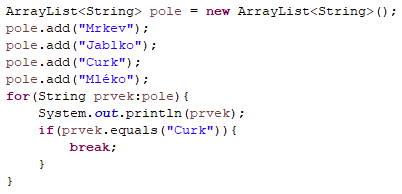 ArrayList<String> pole = new ArrayList<String>();
pole.add("Mrkev");
pole.add("Jablko");
pole.add("Curk");
pole.add("Mléko");
for(String prvek:pole){
    System.out.println(prvek);
    if(prvek.equals("Curk")){
        break;
    }
}